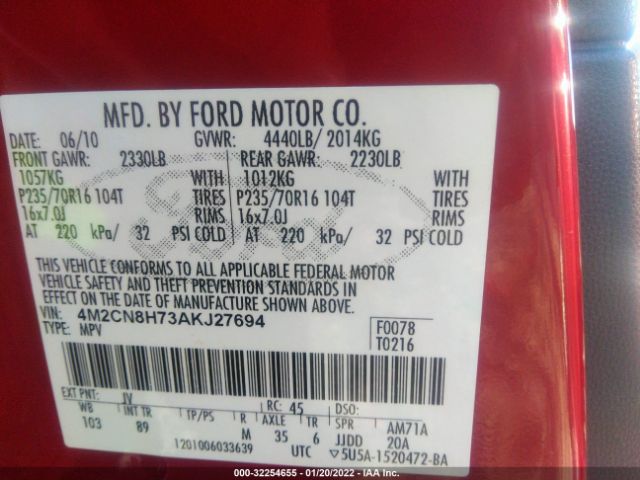 MFD. BY FORD MOTOR CO.
DATE: 06/10 GVWR: 4440LB/ 2014KG
FRONT GAWR: 2330LB REAR GAWR: 2230LB
1057KG WITH 1012KG WITH
P235/70R16 104T TIRES P235/70R16 104T TIRES
16x7.0J RIMS 16x7.0J RIMS
AT 220 kPa/ 32 PSI COLD AT 220 kPa/ 32 PSI COLD
THIS VEHICLE CONFORMS TO ALL APPLICABLE FEDERAL MOTOR
VEHICLE SAFETY AND THEFT PREVENTION STANDARDS IN
EFFECT ON THE DATE OF MANUFACTURE SHOWN ABOVE.
VIN: 4M2CN8H73AKJ27694 F0078
TYPE: MPV T0216
EXT PNT: JV RC: 45 DSO:
WB INT TR TP/PS R AXLE TR SPR AM71A
103 89 M 35 6 JJDD 20A
1201006033639 UTC ▽5U5A-1520472-BA
000-32254655 - 01/20/2022 - IAA Inc.